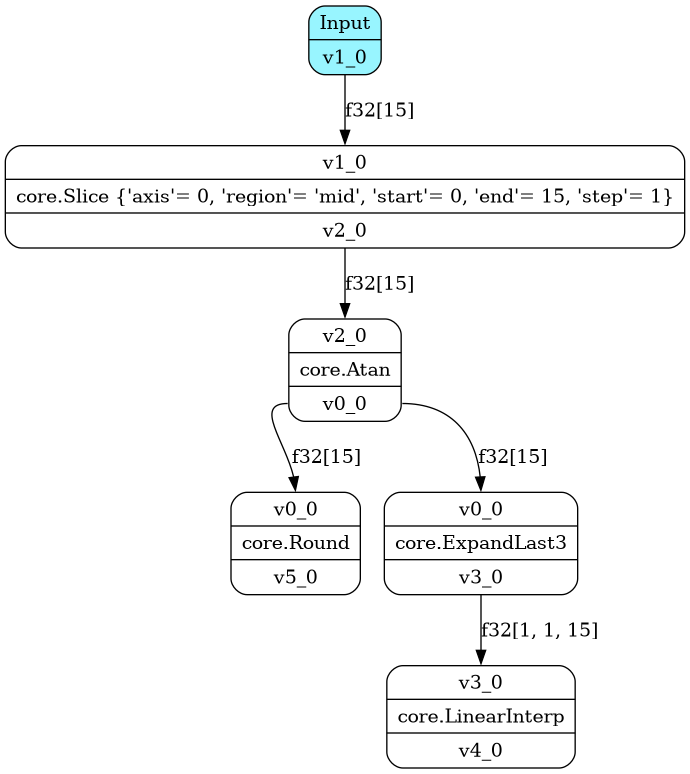 Input
v1_0
f32[15]
v1_0
core.Slice {'axis'= 0, 'region'= 'mid', 'start'= 0, 'end'= 15, 'step'= 1}
v2_0
f32[15]
v2_0
core.Atan
v0_0
f32[15]
f32[15]
v0_0
core.Round
v5_0
v0_0
core.ExpandLast3
v3_0
f32[1, 1, 15]
v3_0
core.LinearInterp
v4_0